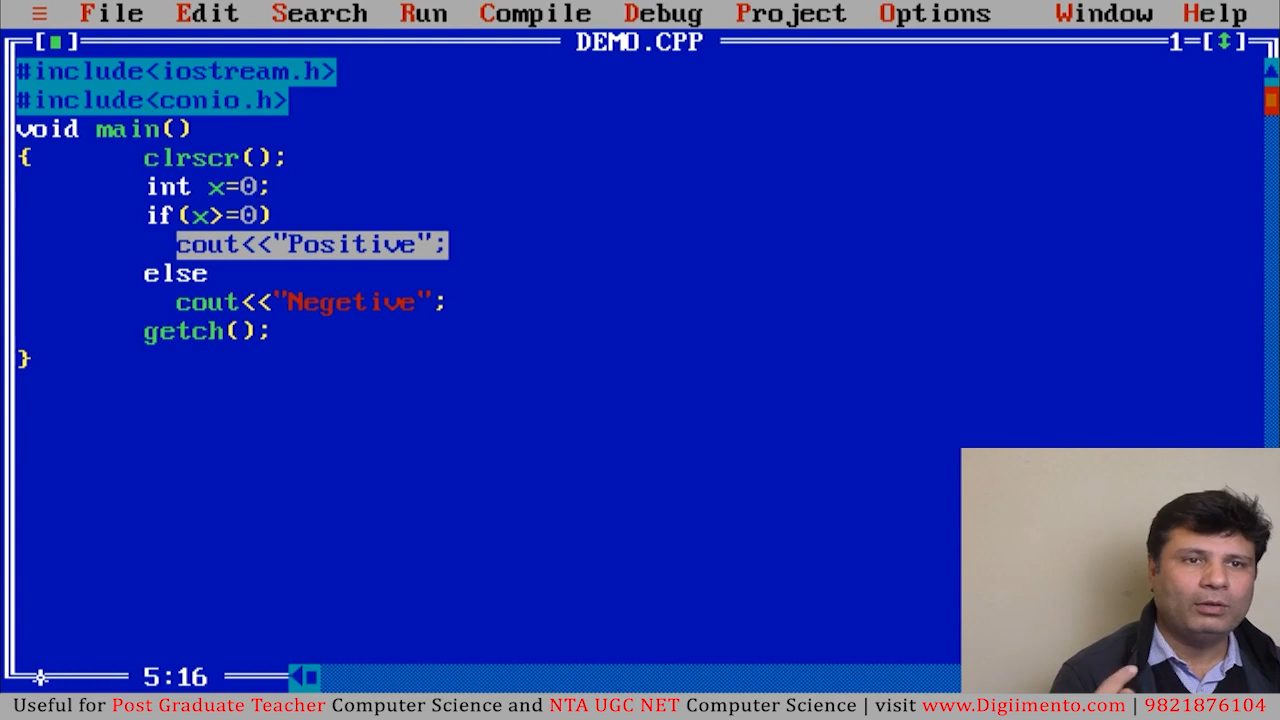 ≡ File Edit Search Run Compile Debug Project Options Window Help
[■] DEMO.CPP 1=[↕]
#include<iostream.h>
#include<conio.h>
void main()
{ clrscr();
int x=0;
if(x>=0)
cout<<"Positive";
else
cout<<"Negetive";
getch();
}
5:16
Useful for Post Graduate Teacher Computer Science and NTA UGC NET Computer Science | visit www.Digiimento.com | 9821876104